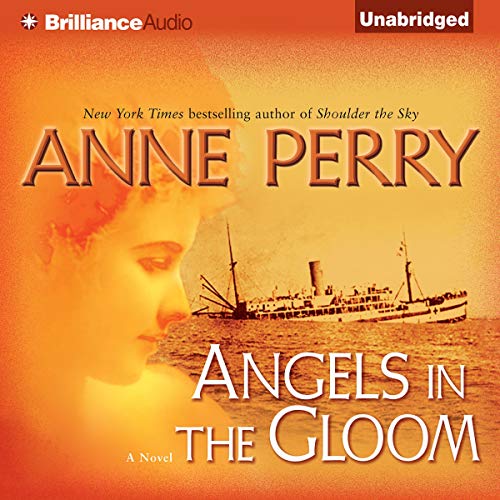 BrillianceAudio
Unabridged
New York Times bestselling author of Shoulder the Sky
ANNE PERRY
ANGELS IN
THE GLOOM
A Novel